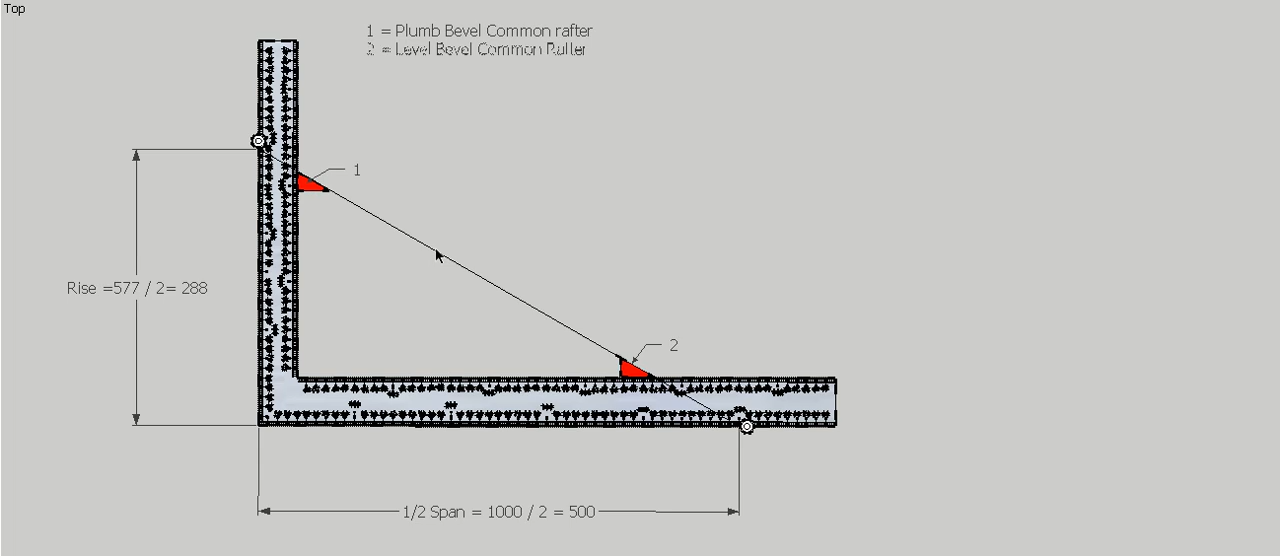 Top
1 = Plumb Bevel Common rafter
2 = Level Bevel Common Rafter
1
Rise =577 / 2= 288
2
1/2 Span = 1000 / 2 = 500